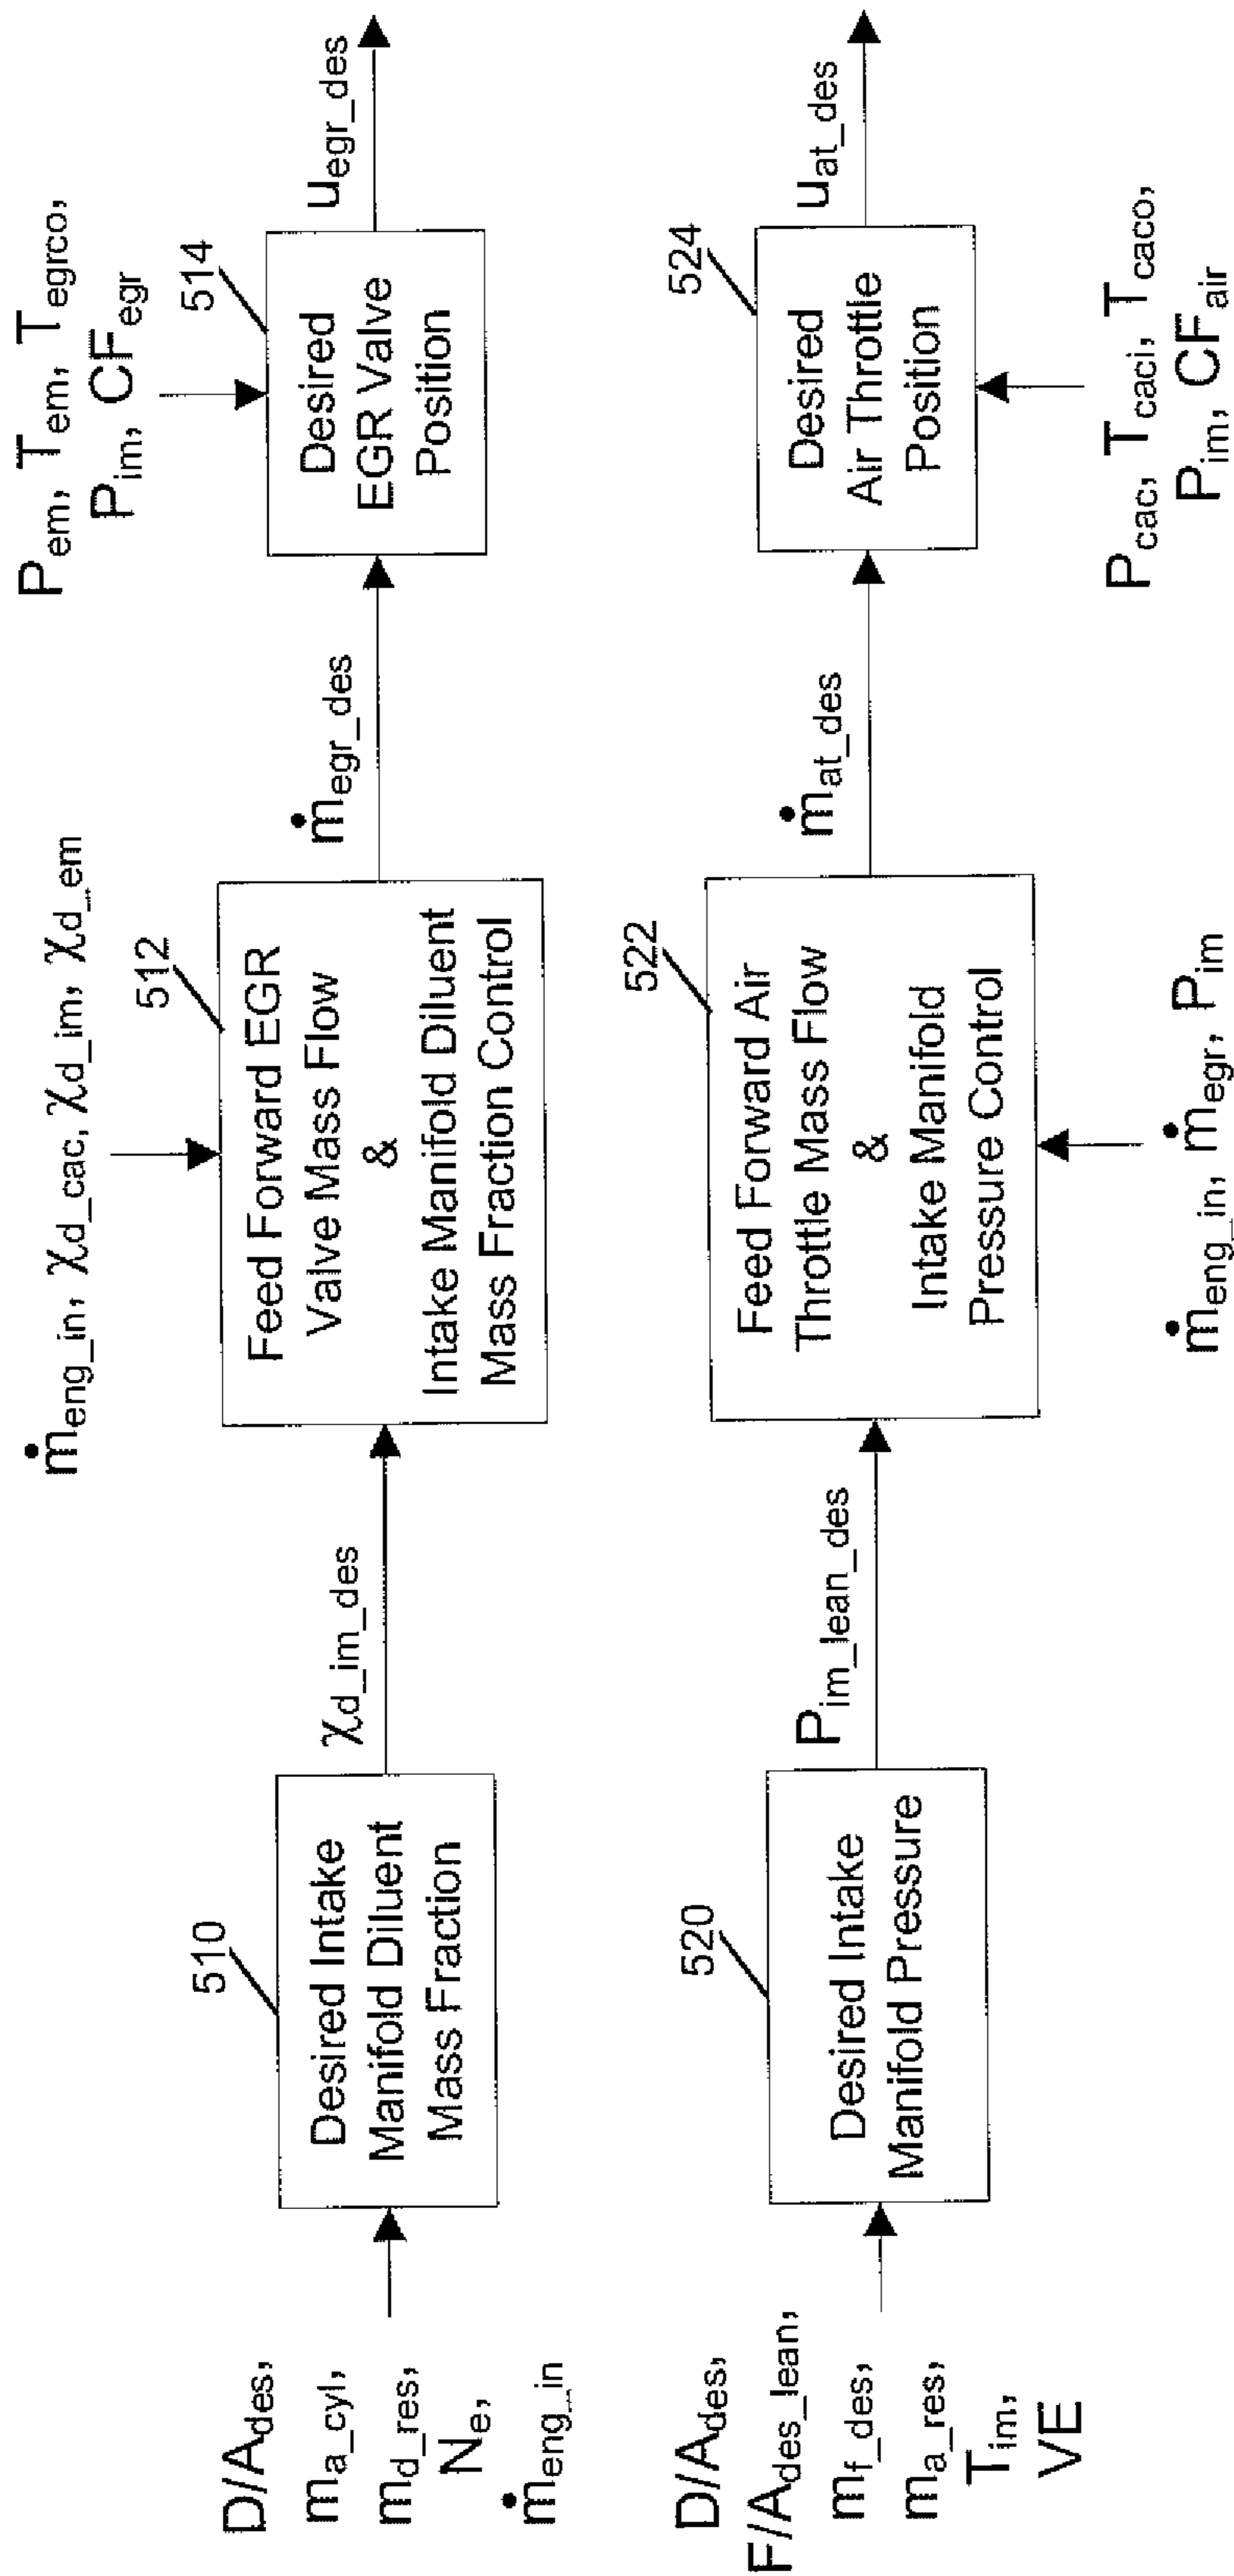 D/A_des,
m_a_cyl,
m_d_res,
N_e,
ṁ_eng_in
510
Desired Intake
Manifold Diluent
Mass Fraction
χ_d_im_des
ṁ_eng_in, χ_d_cac, χ_d_im, χ_d_em
512
Feed Forward EGR
Valve Mass Flow
&
Intake Manifold Diluent
Mass Fraction Control
ṁ_egr_des
P_em, T_em, T_egrco,
P_im, CF_egr
514
Desired
EGR Valve
Position
u_egr_des
D/A_des,
F/A_des_lean,
m_f_des,
m_a_res,
T_im,
VE
520
Desired Intake
Manifold Pressure
P_im_lean_des
522
Feed Forward Air
Throttle Mass Flow
&
Intake Manifold
Pressure Control
ṁ_eng_in, ṁ_egr, P_im
ṁ_at_des
524
Desired
Air Throttle
Position
P_cac, T_caci, T_caco,
P_im, CF_air
u_at_des